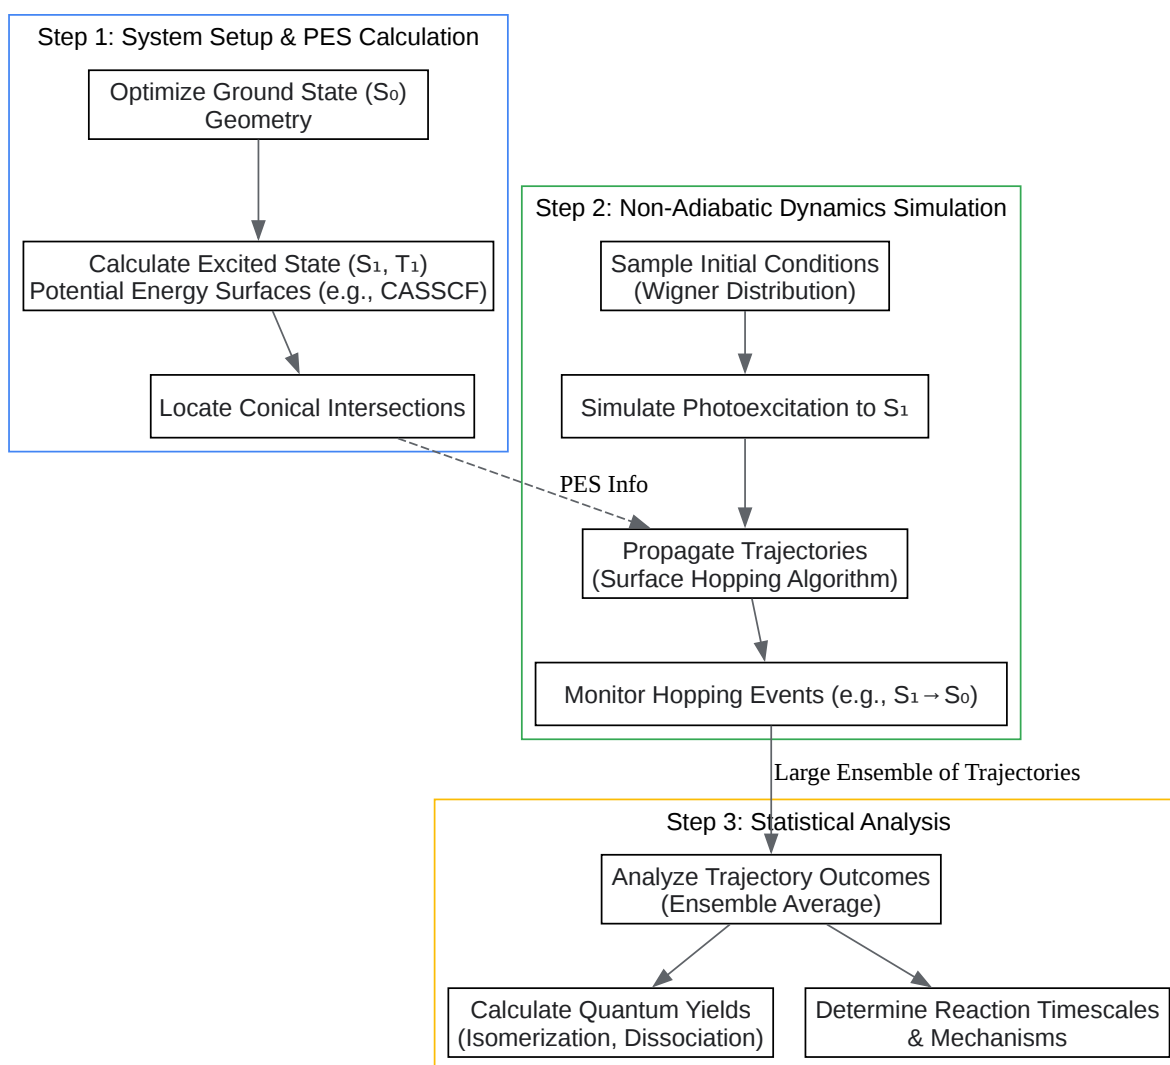 Step 1: System Setup & PES Calculation
Optimize Ground State (S₀)
Geometry
Calculate Excited State (S₁, T₁)
Potential Energy Surfaces (e.g., CASSCF)
Locate Conical Intersections
Step 2: Non-Adiabatic Dynamics Simulation
Sample Initial Conditions
(Wigner Distribution)
Simulate Photoexcitation to S₁
PES Info
Propagate Trajectories
(Surface Hopping Algorithm)
Monitor Hopping Events (e.g., S₁→S₀)
Large Ensemble of Trajectories
Step 3: Statistical Analysis
Analyze Trajectory Outcomes
(Ensemble Average)
Calculate Quantum Yields
(Isomerization, Dissociation)
Determine Reaction Timescales
& Mechanisms